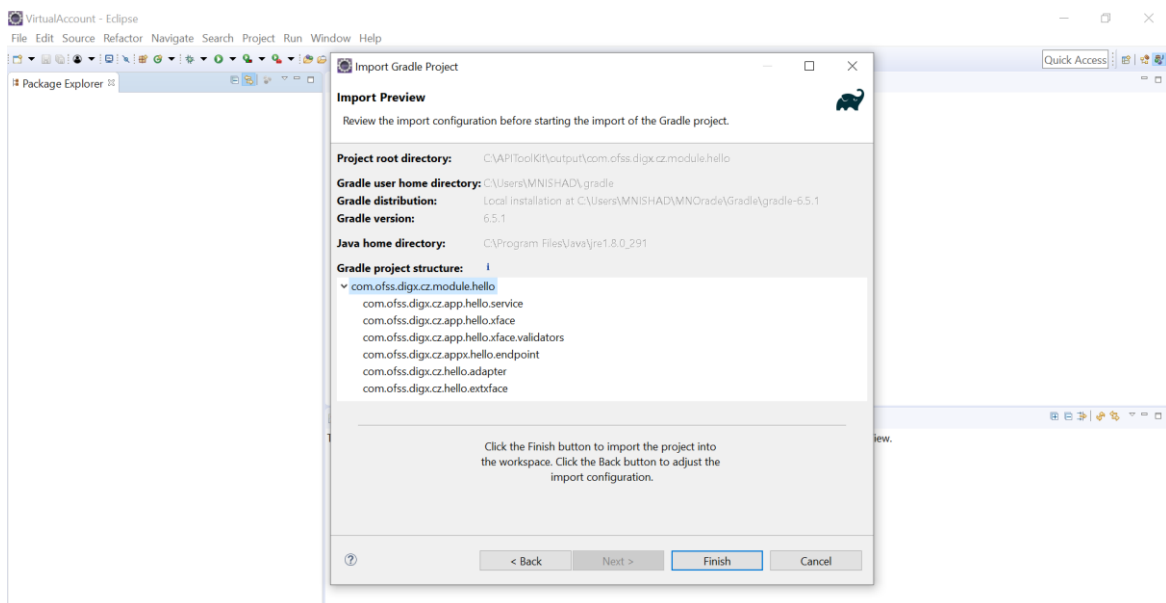 VirtualAccount - Eclipse
File Edit Source Refactor Navigate Search Project Run Window Help
Quick Access
Package Explorer
Import Gradle Project
Import Preview
Review the import configuration before starting the import of the Gradle project.
Project root directory: C:\APIToolKit\output\com.ofss.digx.cz.module.hello
Gradle user home directory: C:\Users\MNISHAD\.gradle
Gradle distribution: Local installation at C:\Users\MNISHAD\MNOracle\Gradle\gradle-6.5.1
Gradle version: 6.5.1
Java home directory: C:\Program Files\Java\jre1.8.0_291
Gradle project structure: i
com.ofss.digx.cz.module.hello
com.ofss.digx.cz.app.hello.service
com.ofss.digx.cz.app.hello.xface
com.ofss.digx.cz.app.hello.xface.validators
com.ofss.digx.cz.appx.hello.endpoint
com.ofss.digx.cz.hello.adapter
com.ofss.digx.cz.hello.extxface
iew.
Click the Finish button to import the project into
the workspace. Click the Back button to adjust the
import configuration.
? < Back Next > Finish Cancel